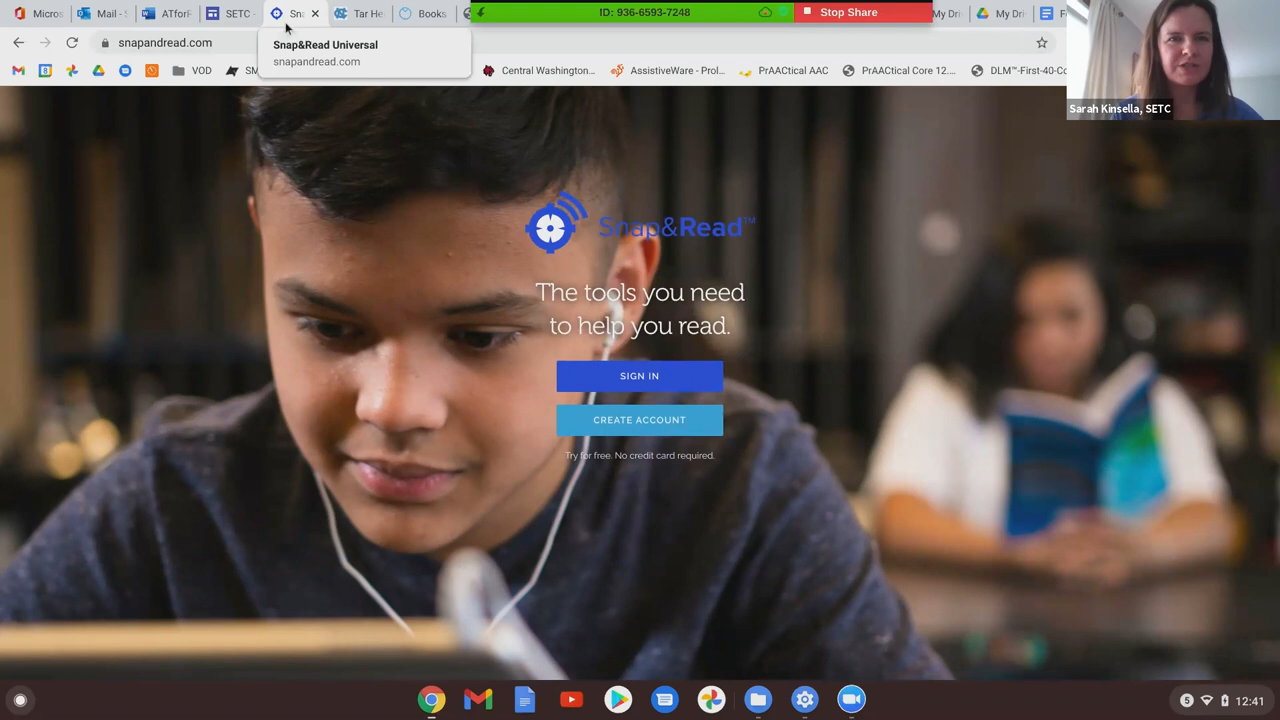 Micros
Mail - S
ATforF
SETC -
Sna
Tar He
Books
ID: 936-6593-7248
Stop Share
My Dri
My Dri
F
snapandread.com
Snap&Read Universal
snapandread.com
VOD
SM
Central Washington...
AssistiveWare - Prol...
PrAACtical AAC
PrAACtical Core 12....
DLM™-First-40-Co
Sarah Kinsella, SETC
Snap&Read™
The tools you need
to help you read.
SIGN IN
CREATE ACCOUNT
Try for free. No credit card required.
5
12:41